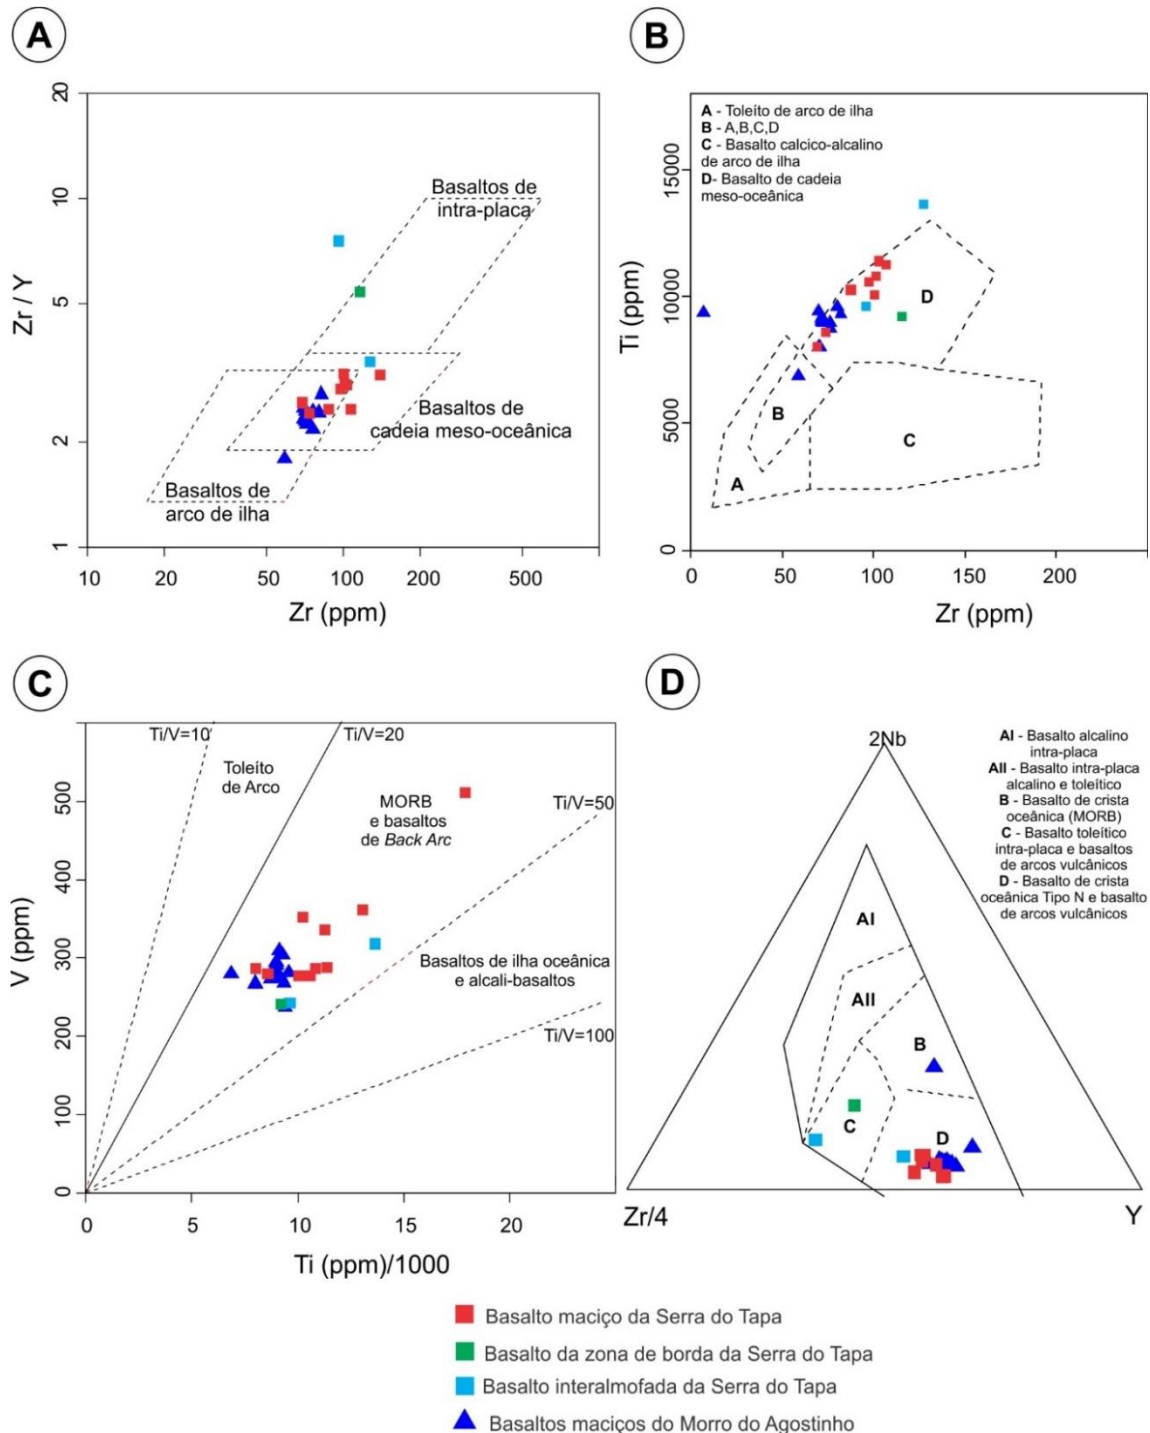 A
20
10
5
2
1
Zr / Y
Basaltos de
intra-placa
Basaltos de
cadeia meso-oceânica
Basaltos de
arco de ilha
10
20
50
100
200
500
Zr (ppm)
B
A - Toleíto de arco de ilha
B - A,B,C,D
C - Basalto calcico-alcalino
de arco de ilha
D- Basalto de cadeia
meso-oceânica
15000
10000
5000
0
Ti (ppm)
D
B
C
A
0
50
100
150
200
Zr (ppm)
C
Ti/V=10
Ti/V=20
Toleíto
de Arco
MORB
e basaltos
de Back Arc
Ti/V=50
Basaltos de ilha oceânica
e alcali-basaltos
Ti/V=100
500
400
300
200
100
0
V (ppm)
0
5
10
15
20
Ti (ppm)/1000
D
2Nb
AI - Basalto alcalino
intra-placa
AII - Basalto intra-placa
alcalino e toleítico
B - Basalto de crista
oceânica (MORB)
C - Basalto toleítico
intra-placa e basaltos
de arcos vulcânicos
D - Basalto de crista
oceânica Tipo N e basalto
de arcos vulcânicos
AI
AII
B
C
D
Zr/4
Y
Basalto maciço da Serra do Tapa
Basalto da zona de borda da Serra do Tapa
Basalto interalmofada da Serra do Tapa
Basaltos maciços do Morro do Agostinho